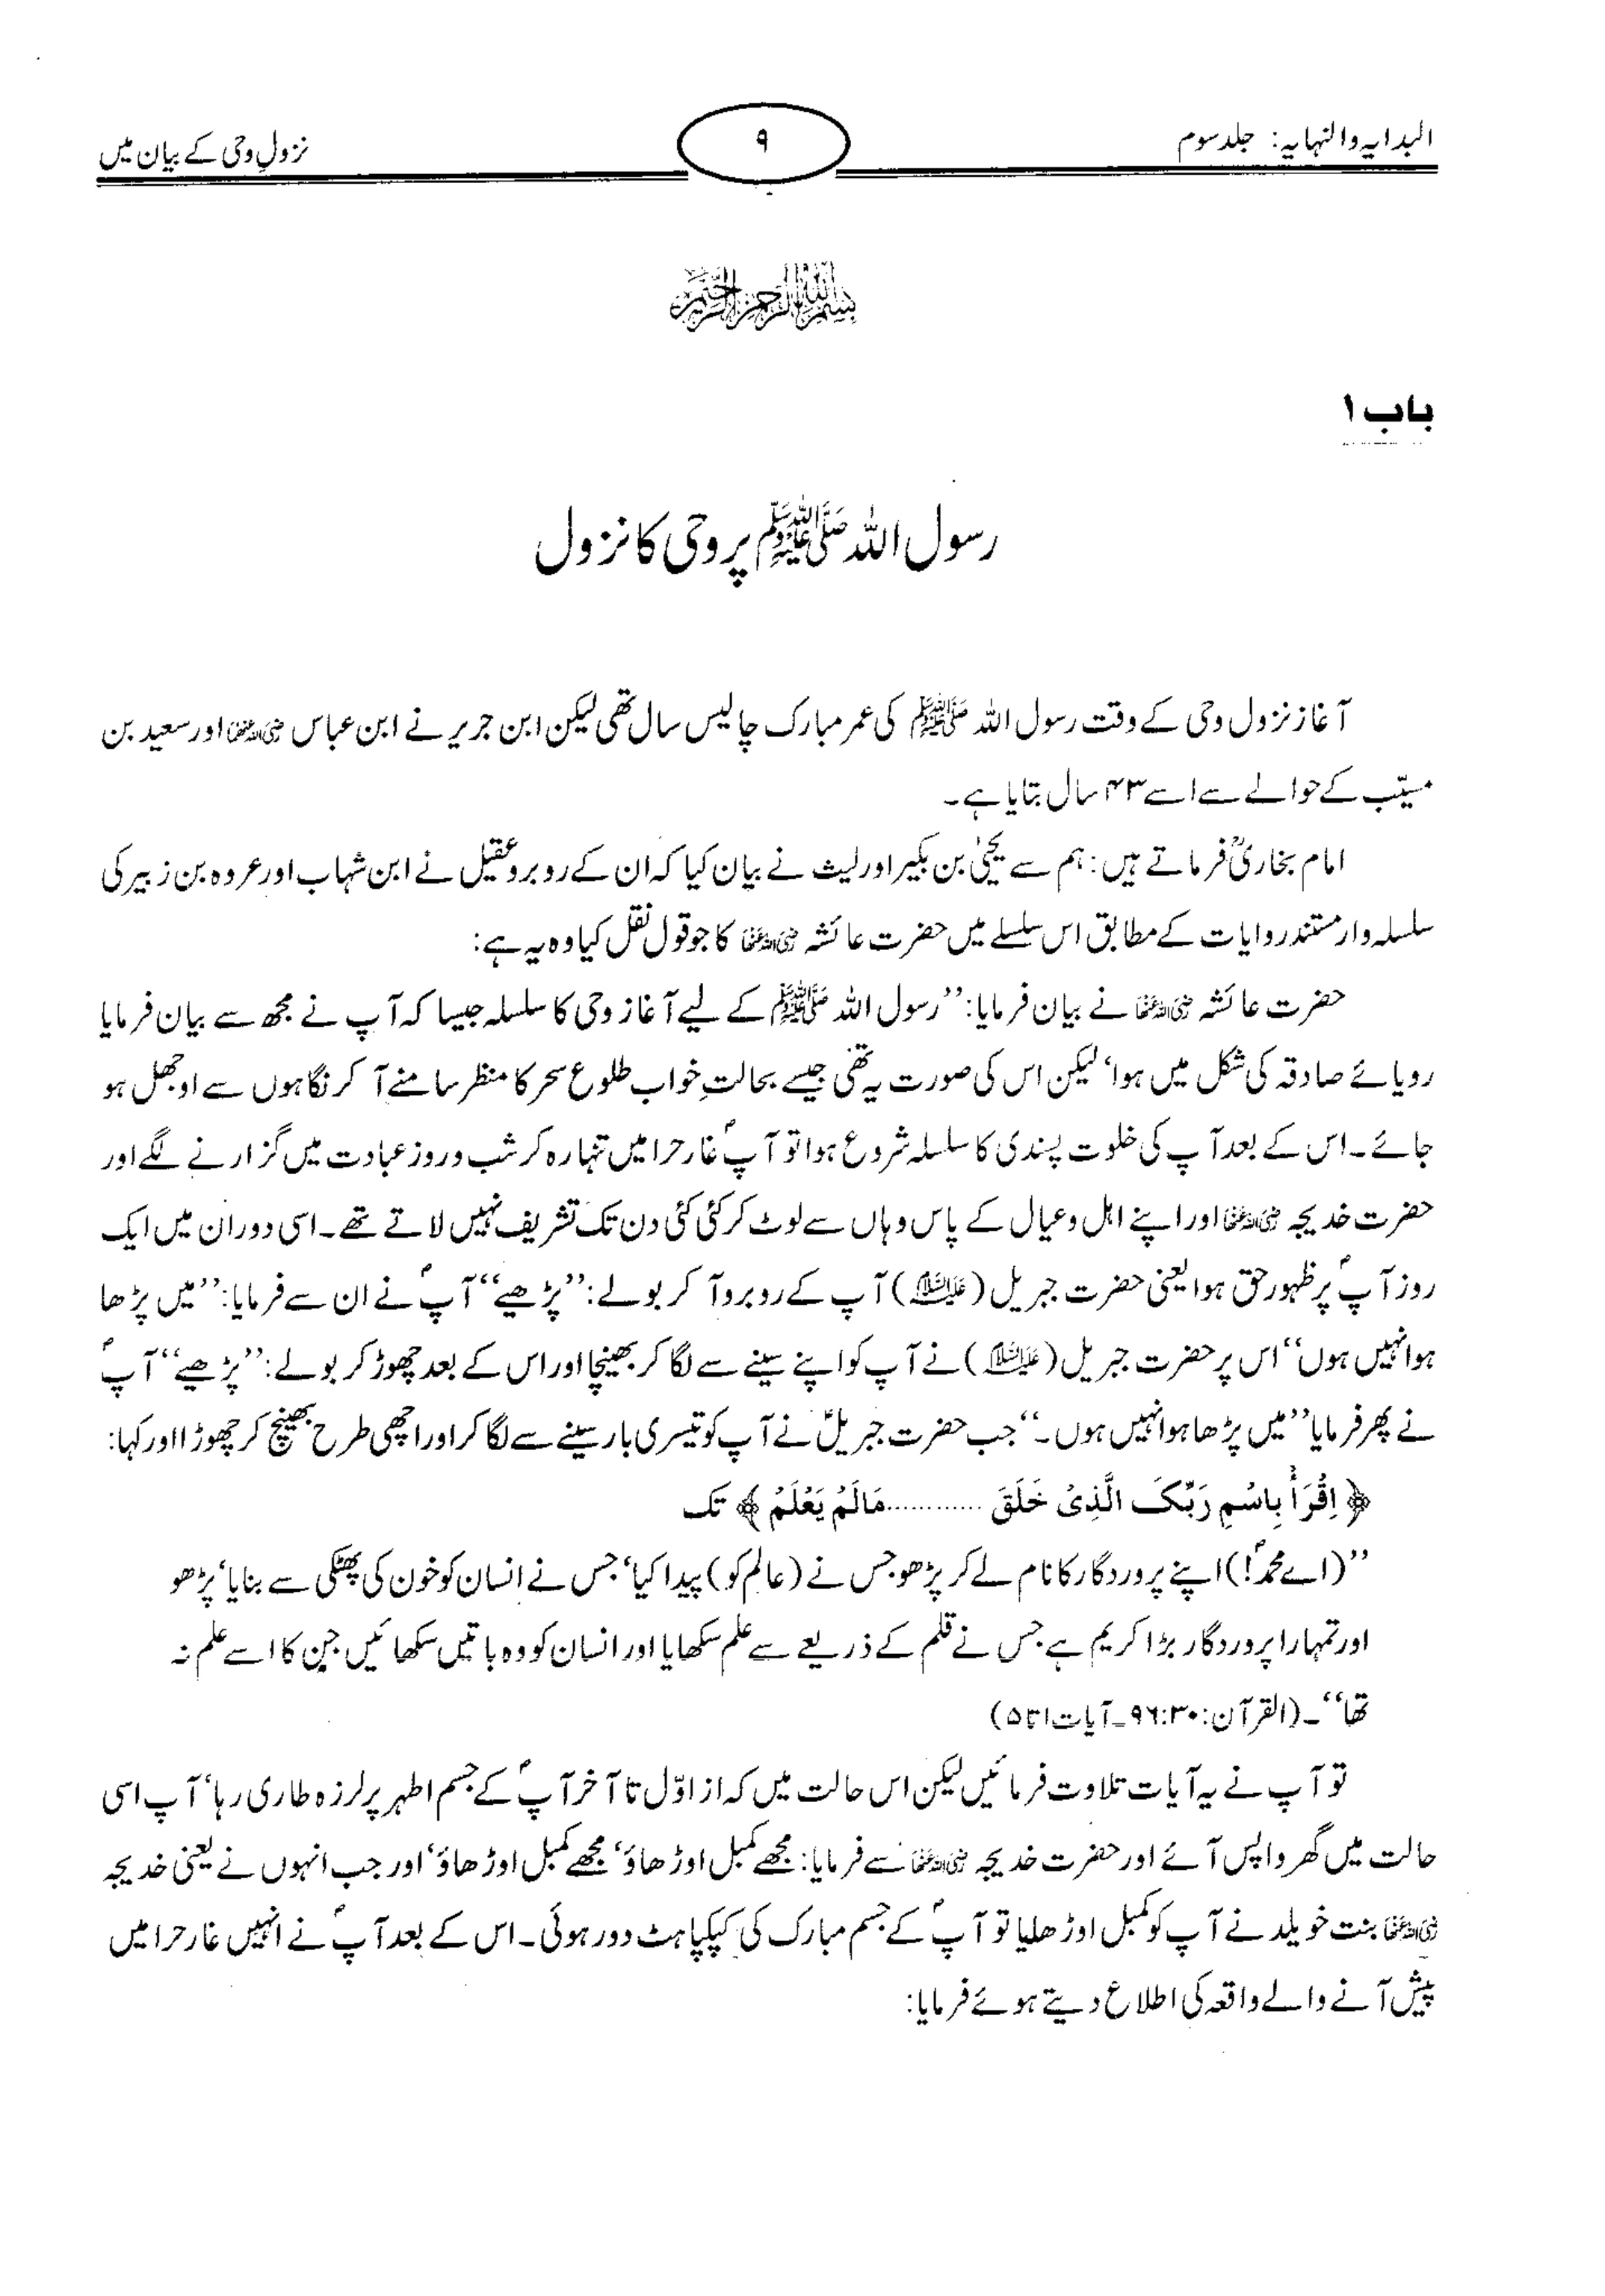 البدایہ والنہایہ: جلد سوم
۹
نزولِ وحی کے بیان میں
بسم اللہ الرحمن الرحیم
باب ۱
رسول اللہ صلی اللہ علیہ وسلم پر وحی کا نزول
آغاز نزول وحی کے وقت رسول اللہ ﷺ کی عمر مبارک چالیس سال تھی لیکن ابن جریر نے ابن عباس رضی اللہ عنہما اور سعید بن
مسیّب کے حوالے سے اسے ۴۳ سال بتایا ہے۔
امام بخاریؒ فرماتے ہیں: ہم سے یحییٰ بن بکیر اور لیث نے بیان کیا کہ ان کے روبرو عقیل نے ابن شہاب اور عروہ بن زبیر کی
سلسلہ وار مستند روایات کے مطابق اس سلسلے میں حضرت عائشہ رضی اللہ عنہا کا جو قول نقل کیا وہ یہ ہے:
حضرت عائشہ رضی اللہ عنہا نے بیان فرمایا: ’’رسول اللہ ﷺ کے لیے آغاز وحی کا سلسلہ جیسا کہ آپ نے مجھ سے بیان فرمایا
رویائے صادقہ کی شکل میں ہوا‘ لیکن اس کی صورت یہ تھی جیسے بحالتِ خواب طلوع سحر کا منظر سامنے آ کر نگاہوں سے اوجھل ہو
جائے۔ اس کے بعد آپ کی خلوت پسندی کا سلسلہ شروع ہوا تو آپؐ غار حرا میں تنہا رہ کر شب و روز عبادت میں گزارنے لگے اور
حضرت خدیجہ رضی اللہ عنہا اور اپنے اہل و عیال کے پاس وہاں سے لوٹ کر کئی کئی دن تک تشریف نہیں لاتے تھے۔ اسی دوران میں ایک
روز آپؐ پر ظہور حق ہوا یعنی حضرت جبریل (علیہ السلام) آپ کے روبرو آ کر بولے: ’’پڑھیے‘‘ آپؐ نے ان سے فرمایا: ’’میں پڑھا
ہوا نہیں ہوں‘‘ اس پر حضرت جبریل (علیہ السلام) نے آپ کو اپنے سینے سے لگا کر بھینچا اور اس کے بعد چھوڑ کر بولے: ’’پڑھیے‘‘ آپؐ
نے پھر فرمایا ’’میں پڑھا ہوا نہیں ہوں۔‘‘ جب حضرت جبریلؑ نے آپ کو تیسری بار سینے سے لگا کر اور اچھی طرح بھینچ کر چھوڑا اور کہا:
﴿ اِقْرَأْ بِاسْمِ رَبِّکَ الَّذِیْ خَلَقَ ............مَالَمْ یَعْلَمْ ﴾ تک
’’(اے محمدؐ!) اپنے پروردگار کا نام لے کر پڑھو جس نے (عالم کو) پیدا کیا‘ جس نے انسان کو خون کی پھٹکی سے بنایا‘ پڑھو
اور تمہارا پروردگار بڑا کریم ہے جس نے قلم کے ذریعے سے علم سکھایا اور انسان کو وہ باتیں سکھائیں جن کا اسے علم نہ
تھا‘‘۔ (القرآن: ۹۶:۳۰۔ آیات ۱ تا ۵)
تو آپ نے یہ آیات تلاوت فرمائیں لیکن اس حالت میں کہ از اوّل تا آخر آپؐ کے جسم اطہر پر لرزہ طاری رہا‘ آپ اسی
حالت میں گھر واپس آئے اور حضرت خدیجہ رضی اللہ عنہا سے فرمایا: مجھے کمبل اوڑھاؤ‘ مجھے کمبل اوڑھاؤ‘ اور جب انہوں نے یعنی خدیجہ
رضی اللہ عنہا بنت خویلد نے آپ کو کمبل اوڑھلیا تو آپؐ کے جسم مبارک کی کپکپاہٹ دور ہوئی۔ اس کے بعد آپؐ نے انہیں غار حرا میں
پیش آنے والے واقعہ کی اطلاع دیتے ہوئے فرمایا: